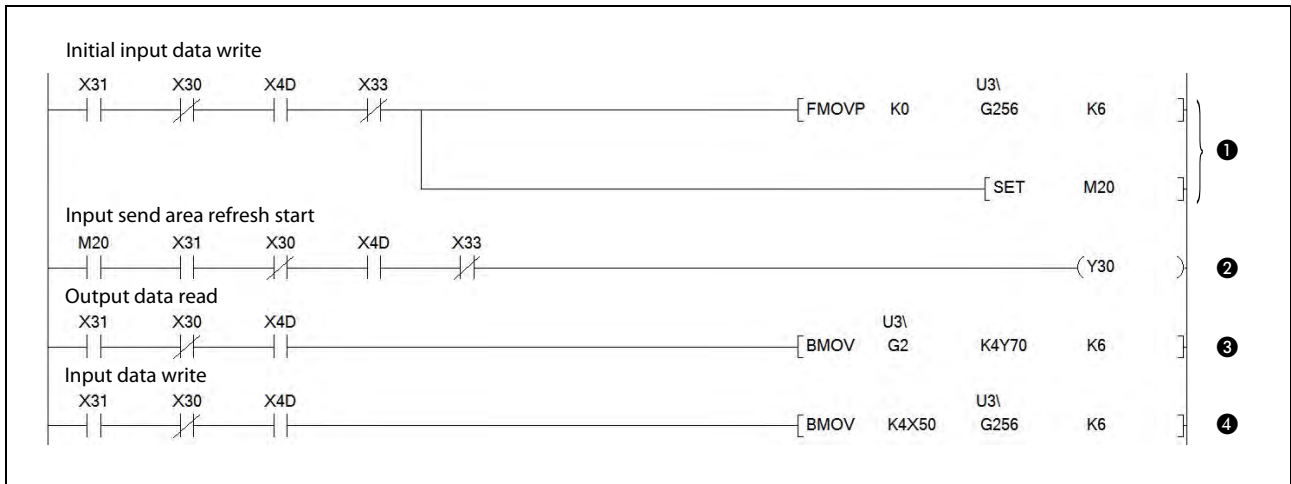 Initial input data write
X31 X30 X4D X33 U3\
FMOVP K0 G256 K6
❶
SET M20
Input send area refresh start
M20 X31 X30 X4D X33
Y30 ❷
Output data read
X31 X30 X4D U3\
BMOV G2 K4Y70 K6 ❸
Input data write
X31 X30 X4D U3\
BMOV K4X50 G256 K6 ❹